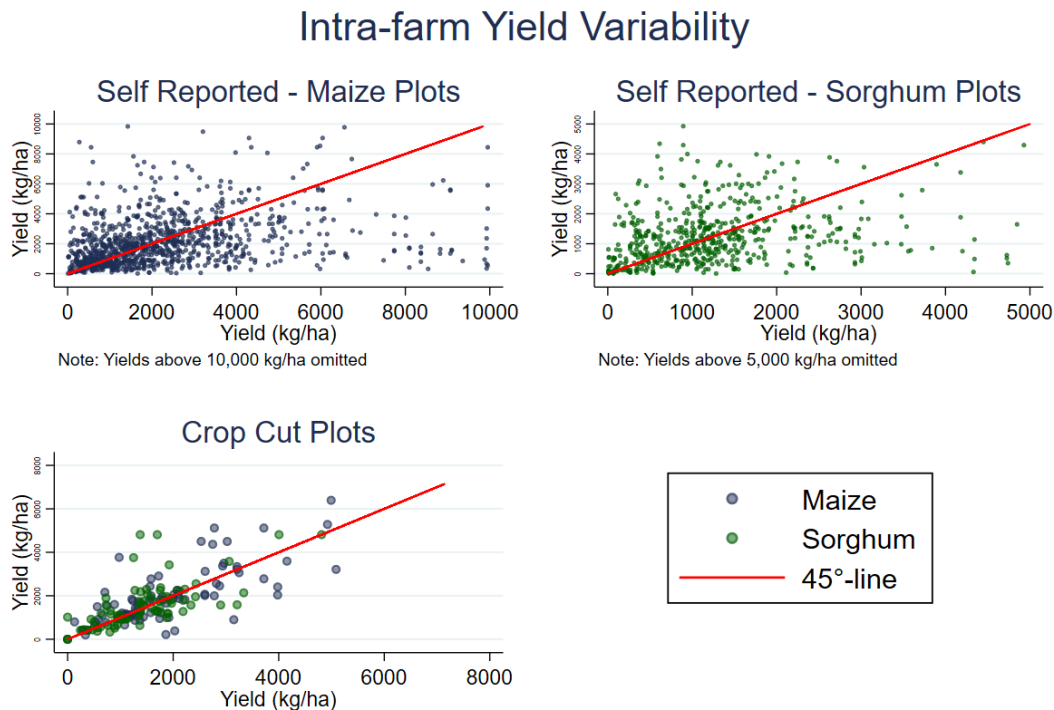 Intra-farm Yield Variability
Self Reported - Maize Plots
Yield (kg/ha)
10000
8000
6000
4000
2000
0
0 2000 4000 6000 8000 10000
Yield (kg/ha)
Note: Yields above 10,000 kg/ha omitted
Self Reported - Sorghum Plots
Yield (kg/ha)
5000
4000
3000
2000
1000
0
0 1000 2000 3000 4000 5000
Yield (kg/ha)
Note: Yields above 5,000 kg/ha omitted
Crop Cut Plots
Yield (kg/ha)
8000
6000
4000
2000
0
0 2000 4000 6000 8000
Yield (kg/ha)
Maize
Sorghum
45°-line